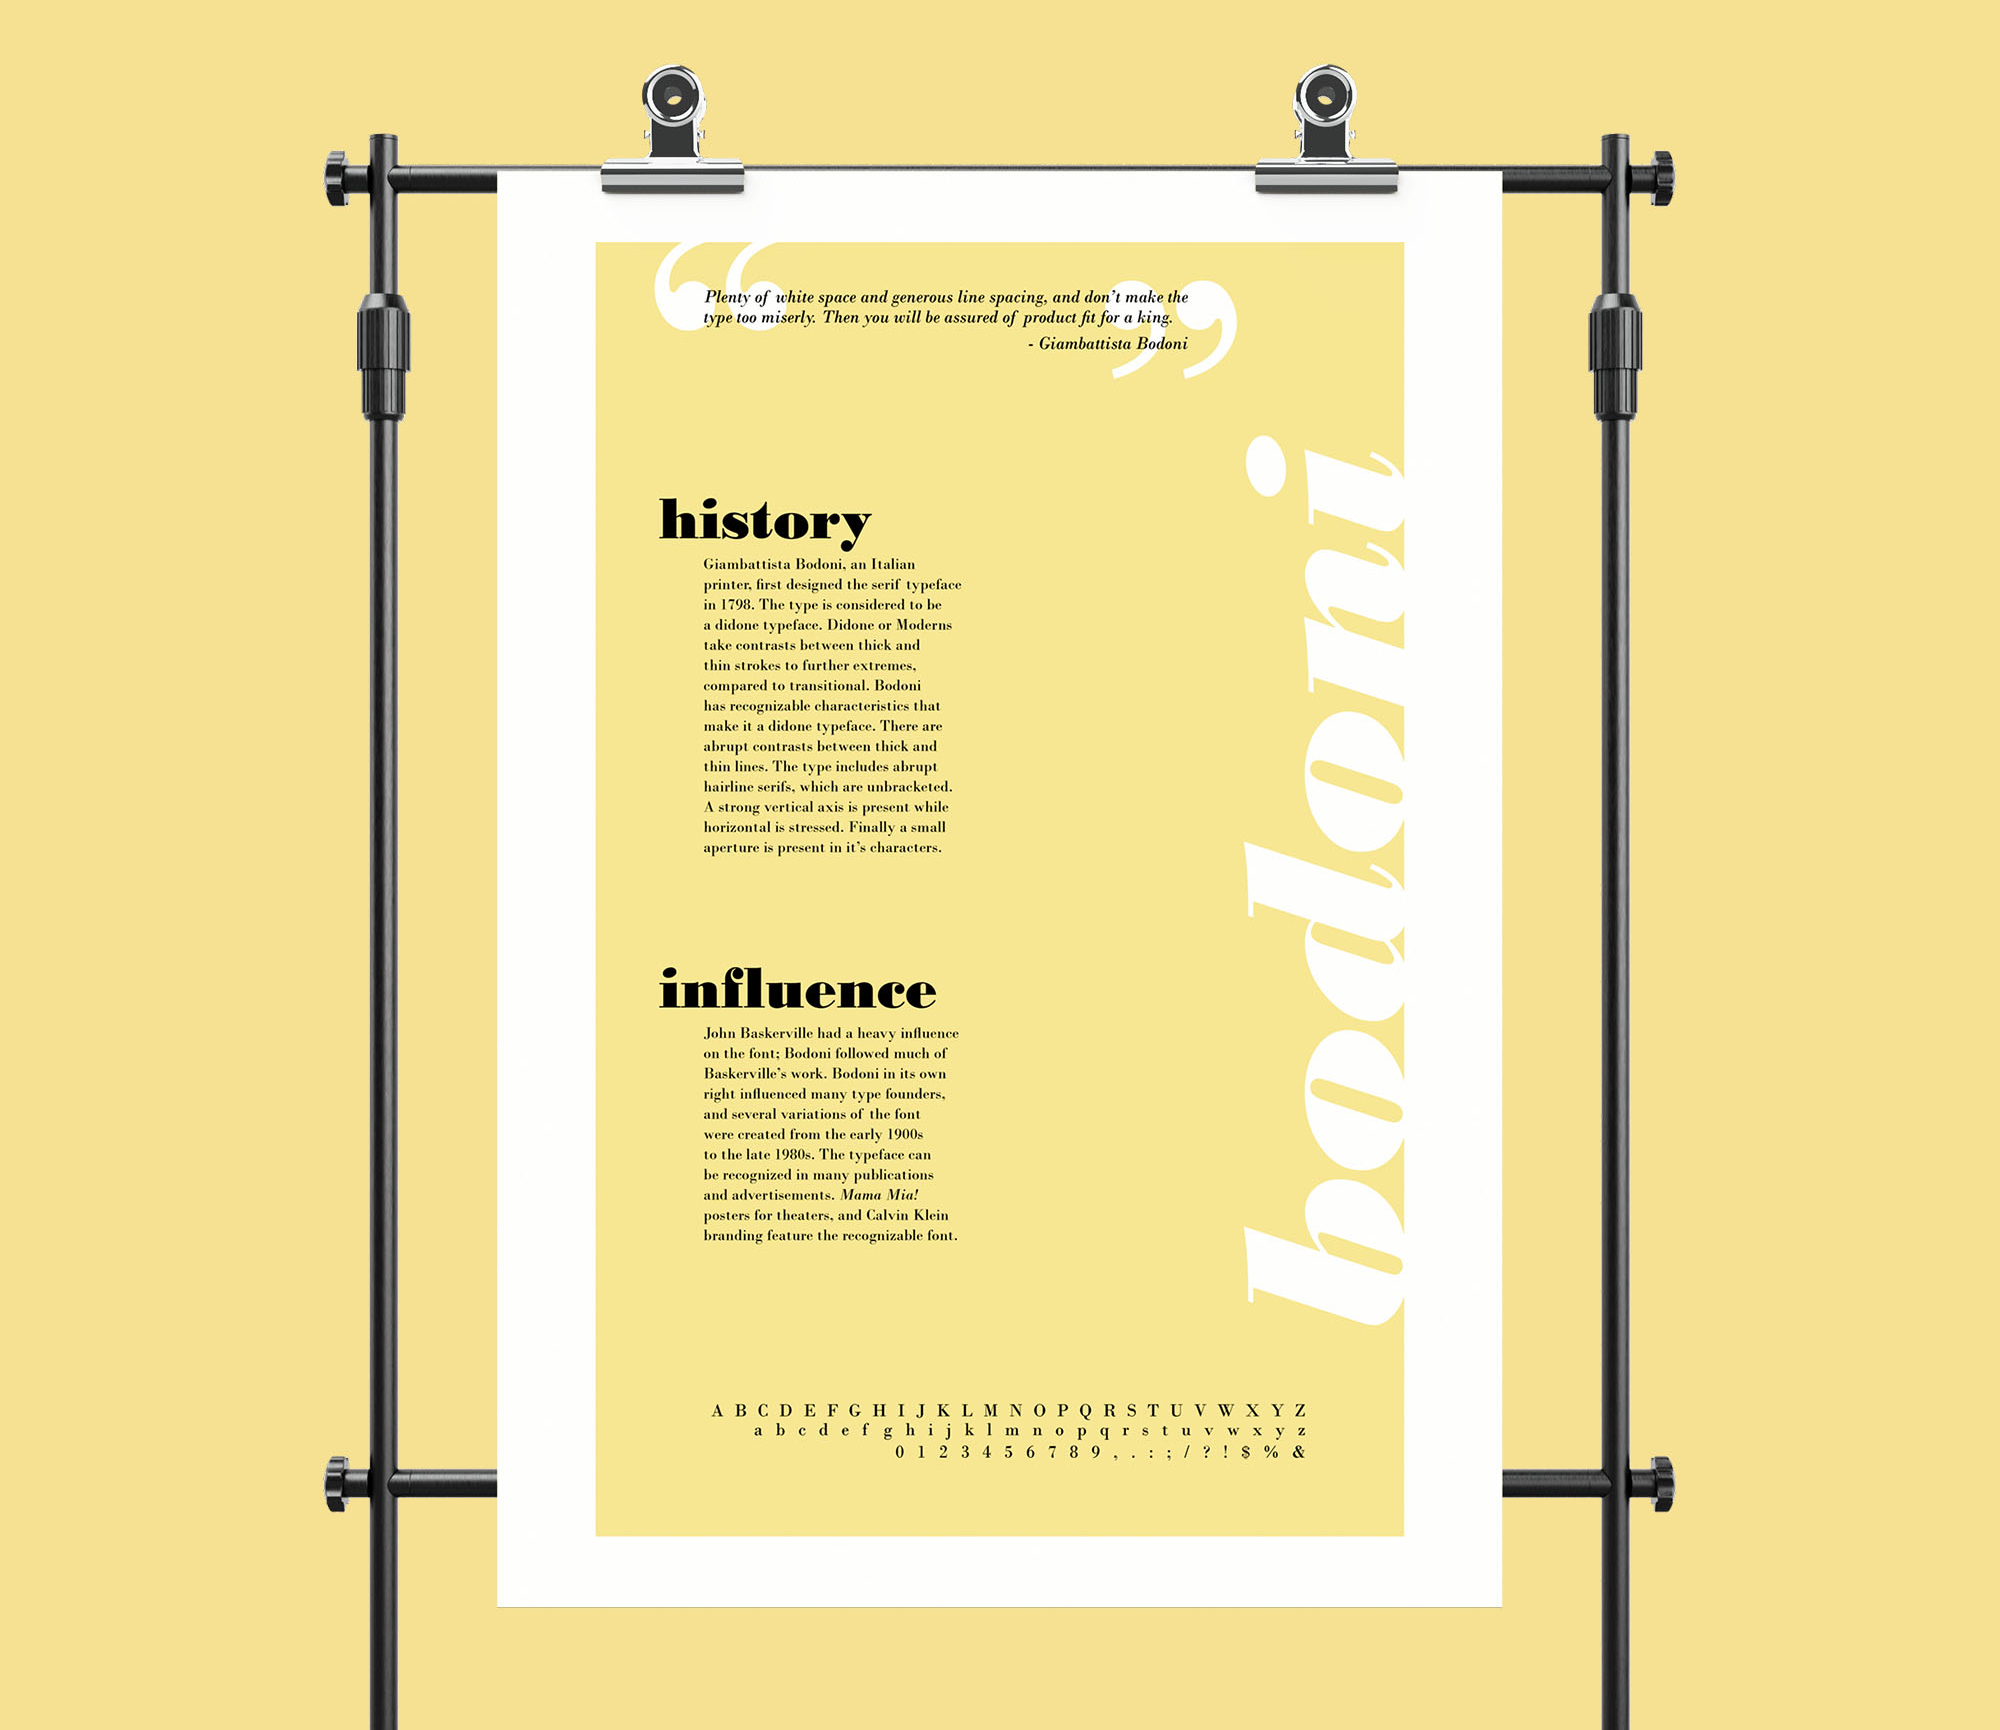 “ ”
Plenty of white space and generous line spacing, and don’t make the
type too miserly. Then you will be assured of product fit for a king.
- Giambattista Bodoni
history
Giambattista Bodoni, an Italian
printer, first designed the serif typeface
in 1798. The type is considered to be
a didone typeface. Didone or Moderns
take contrasts between thick and
thin strokes to further extremes,
compared to transitional. Bodoni
has recognizable characteristics that
make it a didone typeface. There are
abrupt contrasts between thick and
thin lines. The type includes abrupt
hairline serifs, which are unbracketed.
A strong vertical axis is present while
horizontal is stressed. Finally a small
aperture is present in it’s characters.
influence
John Baskerville had a heavy influence
on the font; Bodoni followed much of
Baskerville’s work. Bodoni in its own
right influenced many type founders,
and several variations of the font
were created from the early 1900s
to the late 1980s. The typeface can
be recognized in many publications
and advertisements. Mama Mia!
posters for theaters, and Calvin Klein
branding feature the recognizable font.
bodoni
A B C D E F G H I J K L M N O P Q R S T U V W X Y Z
a b c d e f g h i j k l m n o p q r s t u v w x y z
0 1 2 3 4 5 6 7 8 9 , . : ; / ? ! $ % &